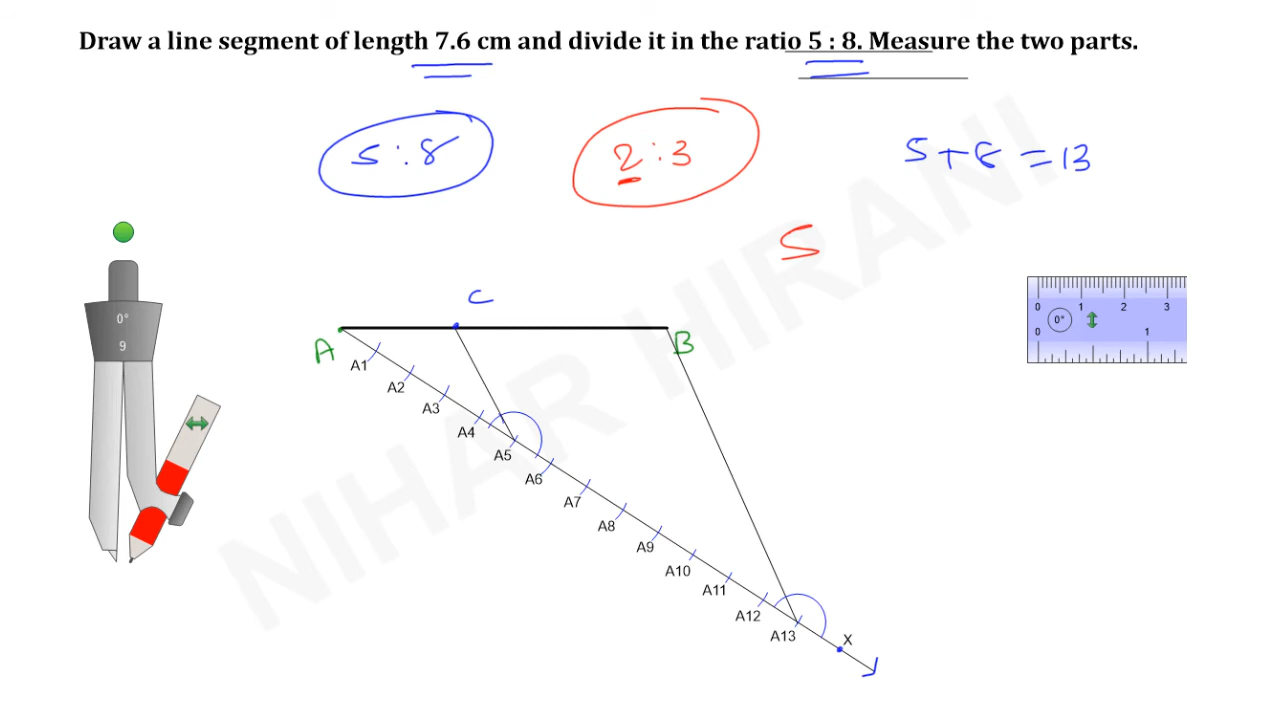 Draw a line segment of length 7.6 cm and divide it in the ratio 5 : 8. Measure the two parts.
5 : 8
2 : 3
5 + 8 = 13
5
NIHAR HIRANI
0°
9
C
A
B
A1
A2
A3
A4
A5
A6
A7
A8
A9
A10
A11
A12
A13
X
0 1 2 3
0°
0 1